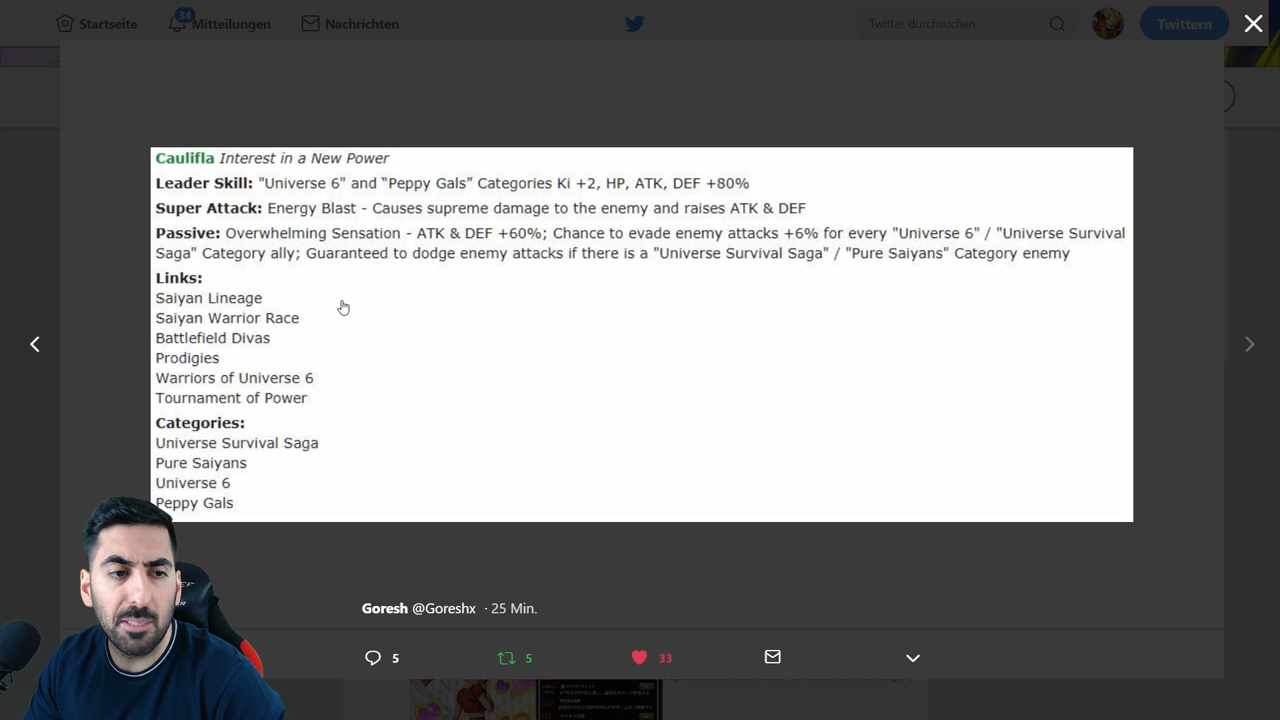 Startseite
34
Mitteilungen
Nachrichten
Twitter durchsuchen
Twittern
Caulifla Interest in a New Power
Leader Skill: "Universe 6" and “Peppy Gals” Categories Ki +2, HP, ATK, DEF +80%
Super Attack: Energy Blast - Causes supreme damage to the enemy and raises ATK & DEF
Passive: Overwhelming Sensation - ATK & DEF +60%; Chance to evade enemy attacks +6% for every "Universe 6" / "Universe Survival
Saga" Category ally; Guaranteed to dodge enemy attacks if there is a "Universe Survival Saga" / "Pure Saiyans" Category enemy
Links:
Saiyan Lineage
Saiyan Warrior Race
Battlefield Divas
Prodigies
Warriors of Universe 6
Tournament of Power
Categories:
Universe Survival Saga
Pure Saiyans
Universe 6
Peppy Gals
Goresh @Goreshx · 25 Min.
5
5
33